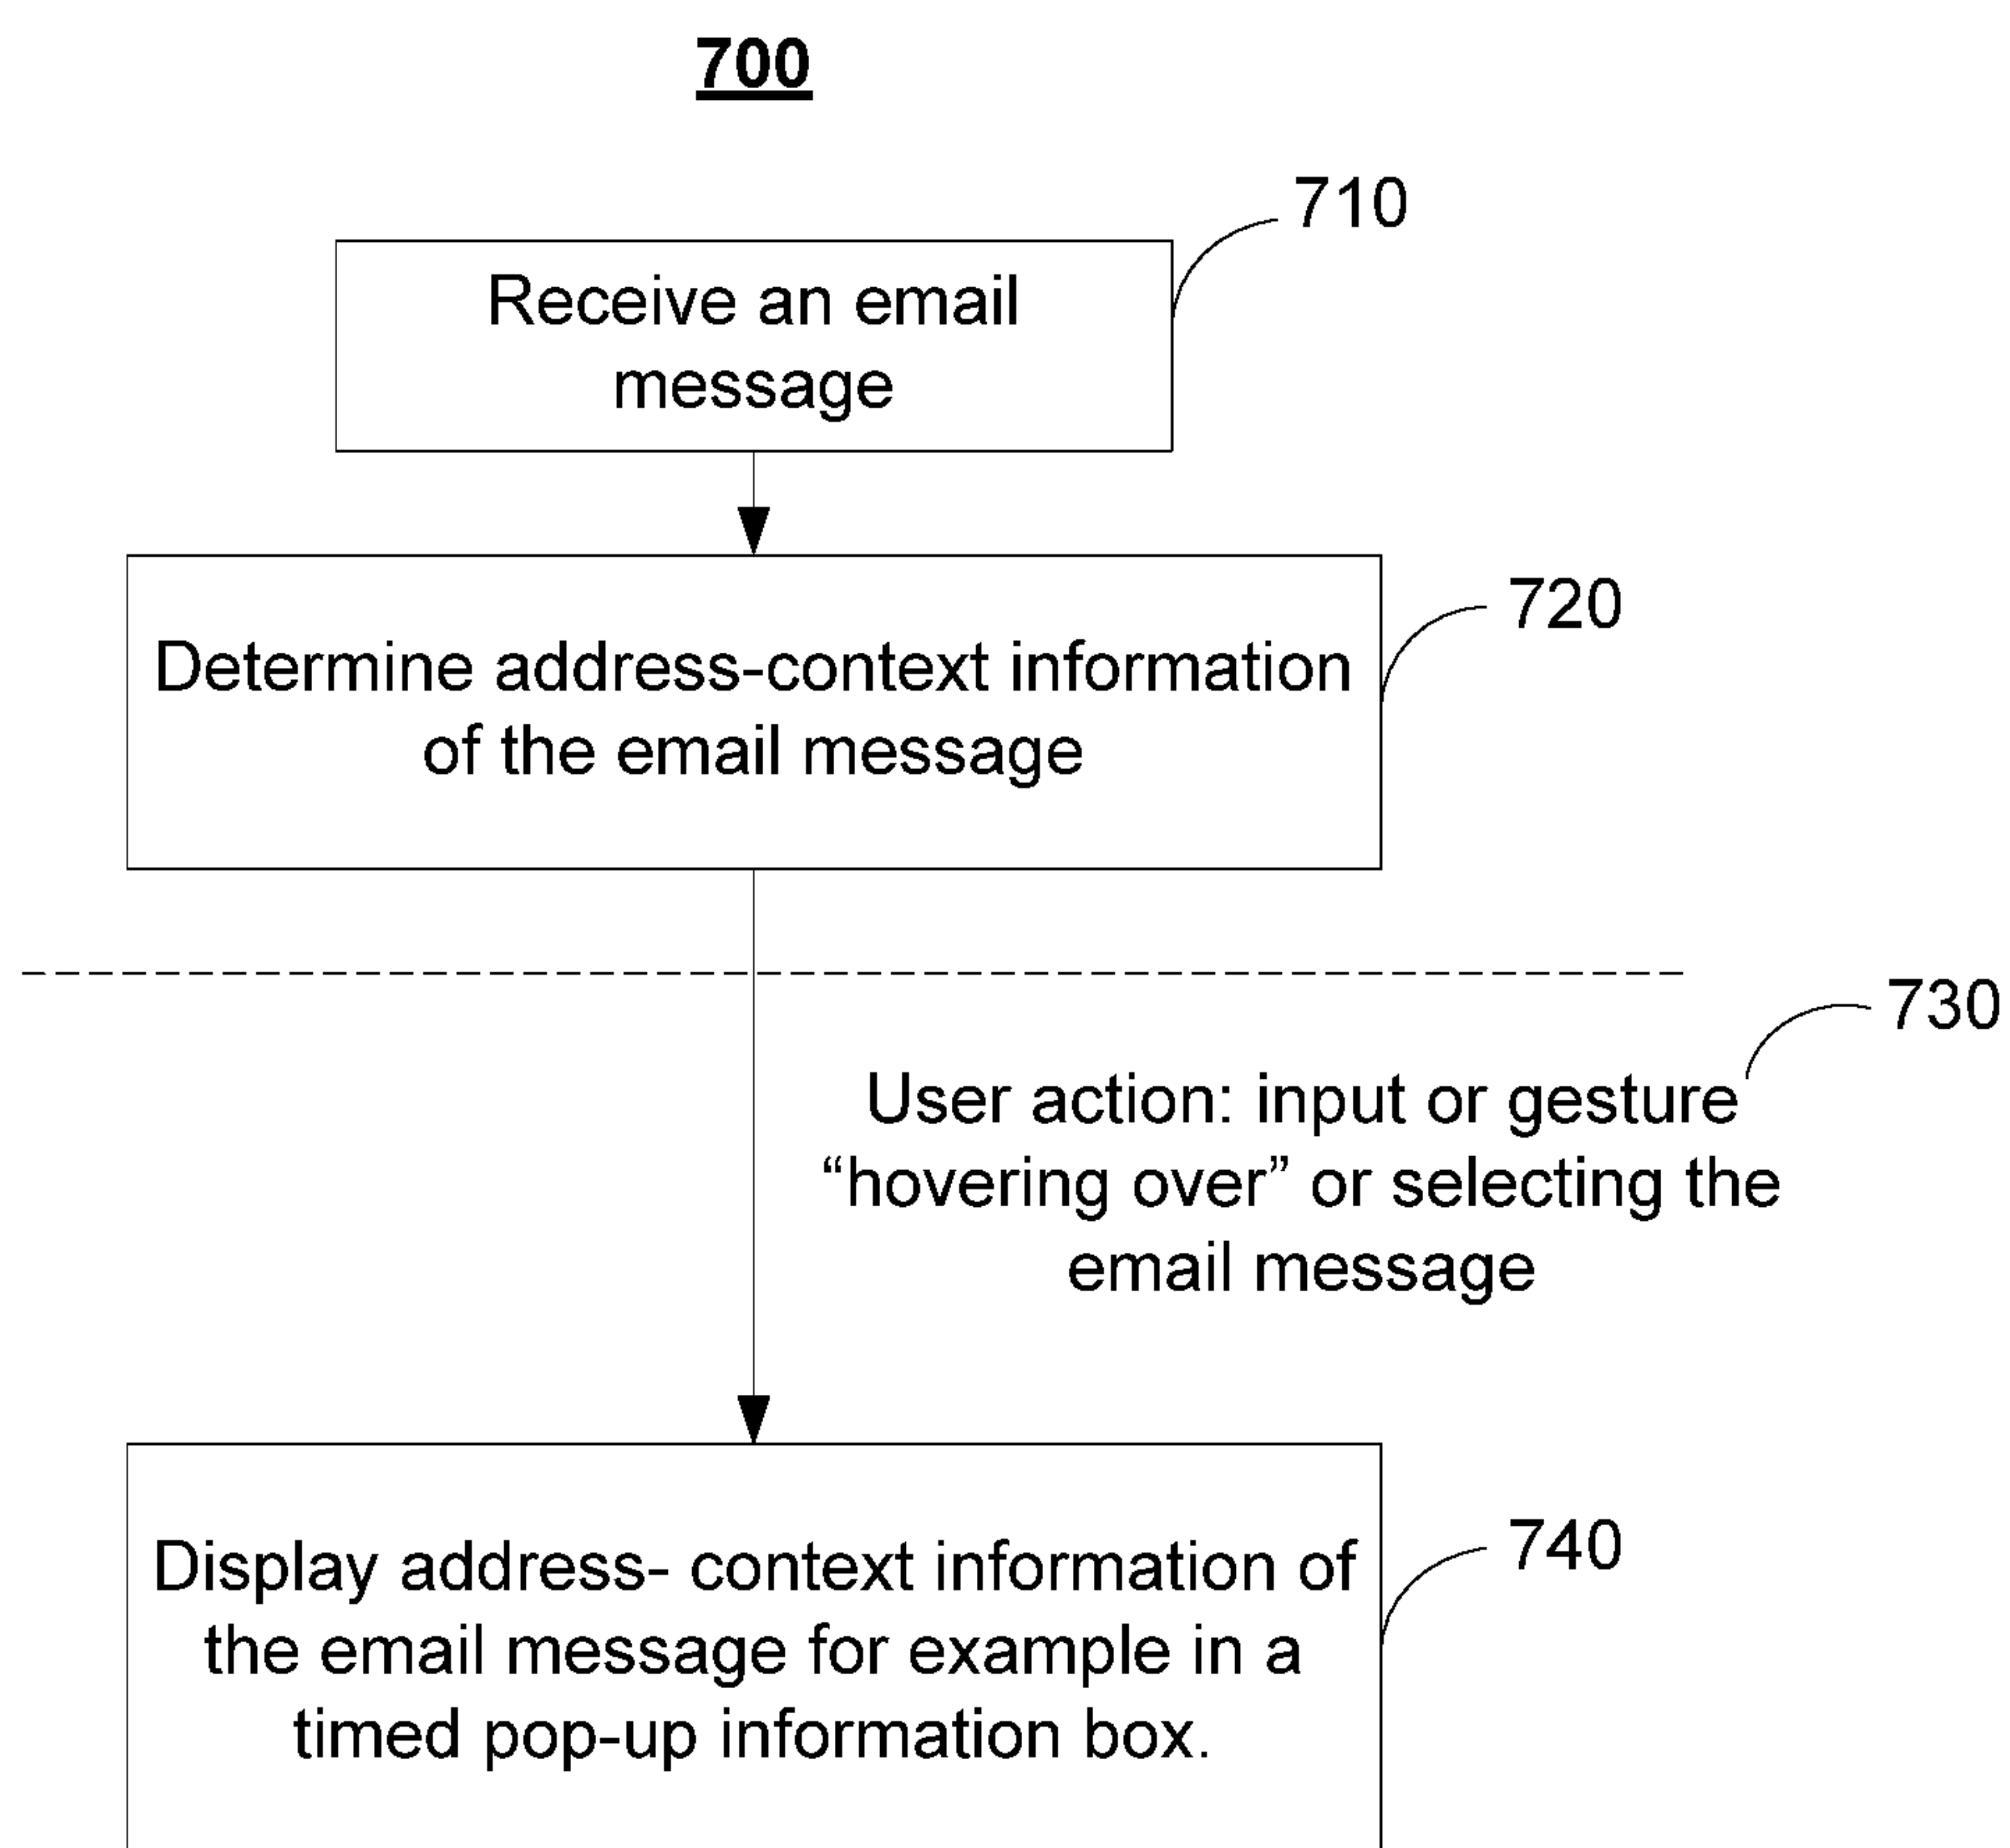 700
710
Receive an email
message
720
Determine address-context information
of the email message
730
User action: input or gesture
“hovering over” or selecting the
email message
740
Display address- context information of
the email message for example in a
timed pop-up information box.